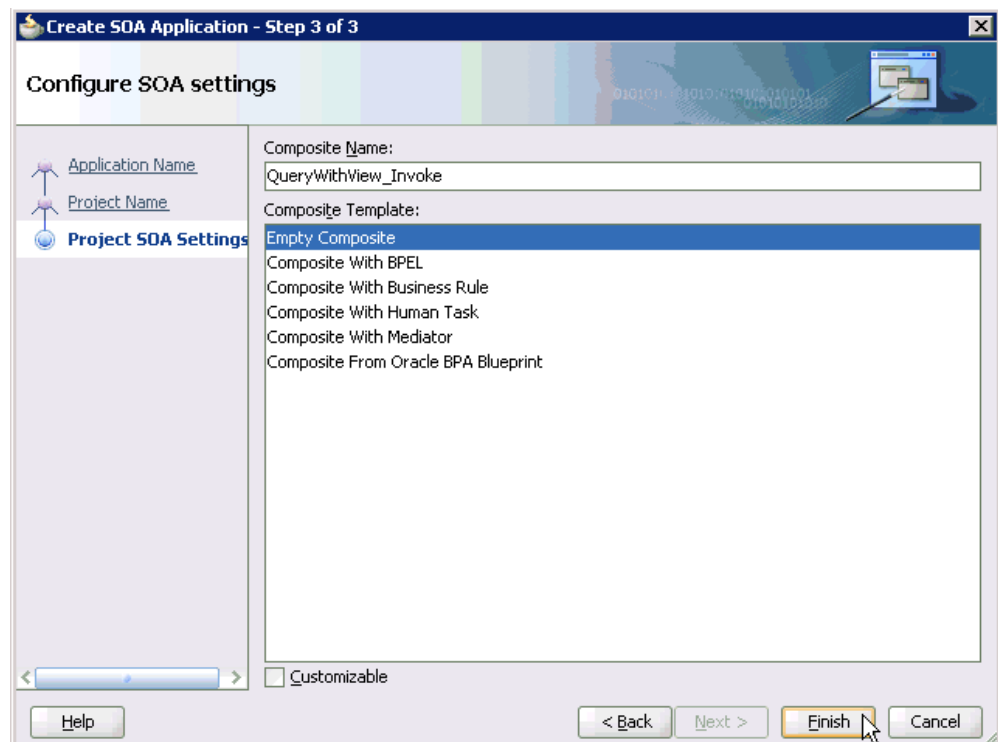 Create SOA Application - Step 3 of 3
Configure SOA settings
Application Name
Project Name
Project SOA Settings
Composite Name:
QueryWithView_Invoke
Composite Template:
Empty Composite
Composite With BPEL
Composite With Business Rule
Composite With Human Task
Composite With Mediator
Composite From Oracle BPA Blueprint
Customizable
Help
< Back
Next >
Finish
Cancel